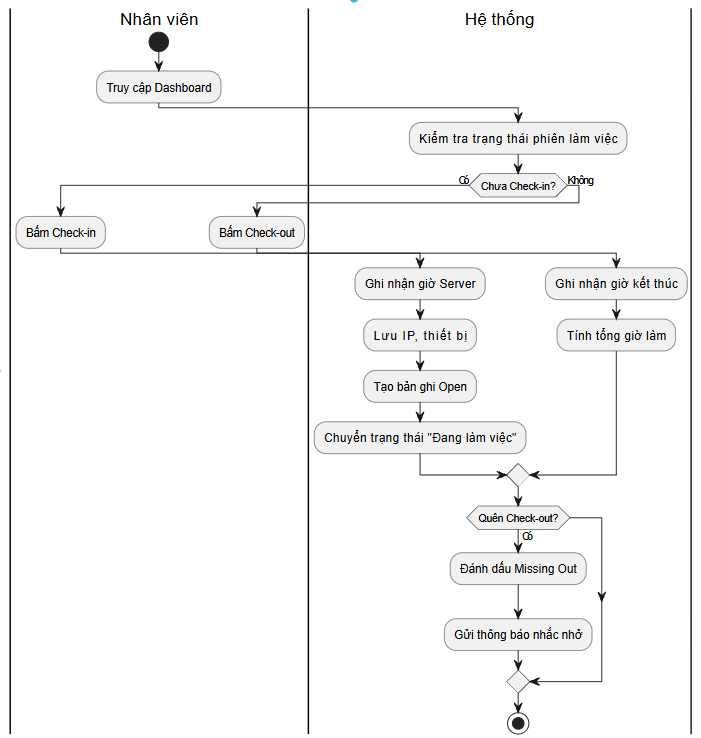 Nhân viên
Hệ thống
Truy cập Dashboard
Kiểm tra trạng thái phiên làm việc
Có
Chưa Check-in?
Không
Bấm Check-in
Bấm Check-out
Ghi nhận giờ Server
Ghi nhận giờ kết thúc
Lưu IP, thiết bị
Tính tổng giờ làm
Tạo bản ghi Open
Chuyển trạng thái "Đang làm việc"
Quên Check-out?
Có
Đánh dấu Missing Out
Gửi thông báo nhắc nhở